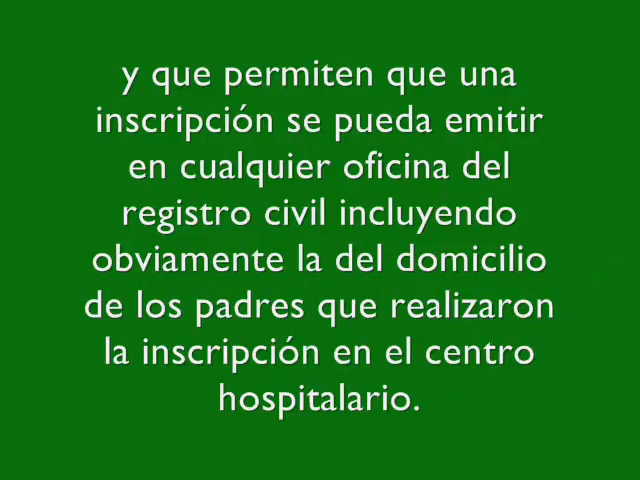 y que permiten que una
inscripción se pueda emitir
en cualquier oficina del
registro civil incluyendo
obviamente la del domicilio
de los padres que realizaron
la inscripción en el centro
hospitalario.